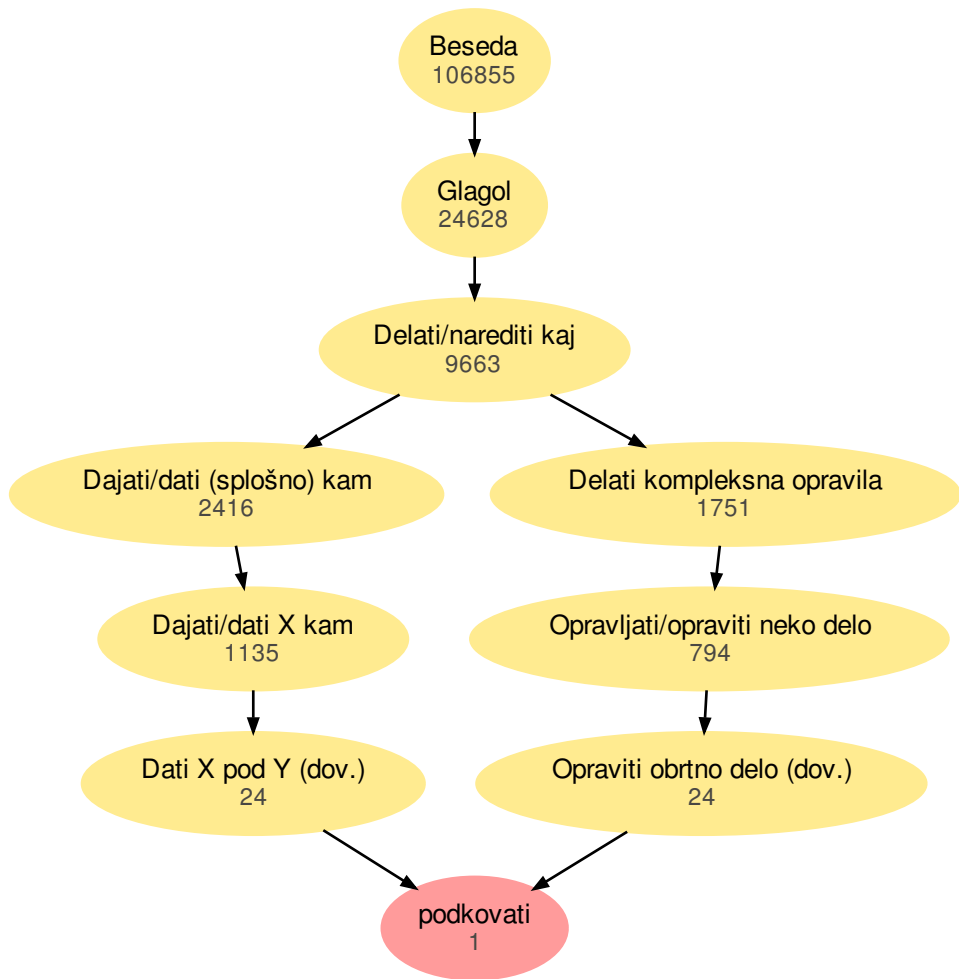 Beseda
106855
Glagol
24628
Delati/narediti kaj
9663
Dajati/dati (splošno) kam
2416
Delati kompleksna opravila
1751
Dajati/dati X kam
1135
Opravljati/opraviti neko delo
794
Dati X pod Y (dov.)
24
Opraviti obrtno delo (dov.)
24
podkovati
1